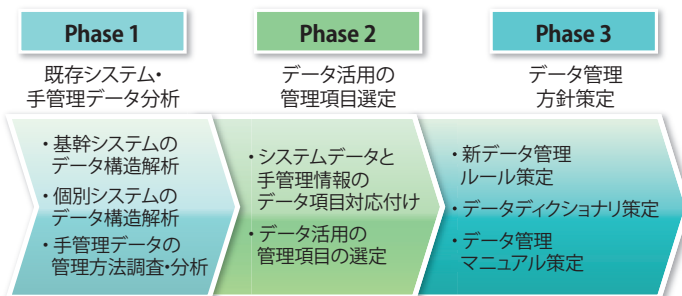 Phase 1
既存システム・
手管理データ分析
・基幹システムの
データ構造解析
・個別システムの
データ構造解析
・手管理データの
管理方法調査・分析
Phase 2
データ活用の
管理項目選定
・システムデータと
手管理情報の
データ項目対応付け
・データ活用の
管理項目の選定
Phase 3
データ管理
方針策定
・新データ管理
ルール策定
・データディクショナリ策定
・データ管理
マニュアル策定